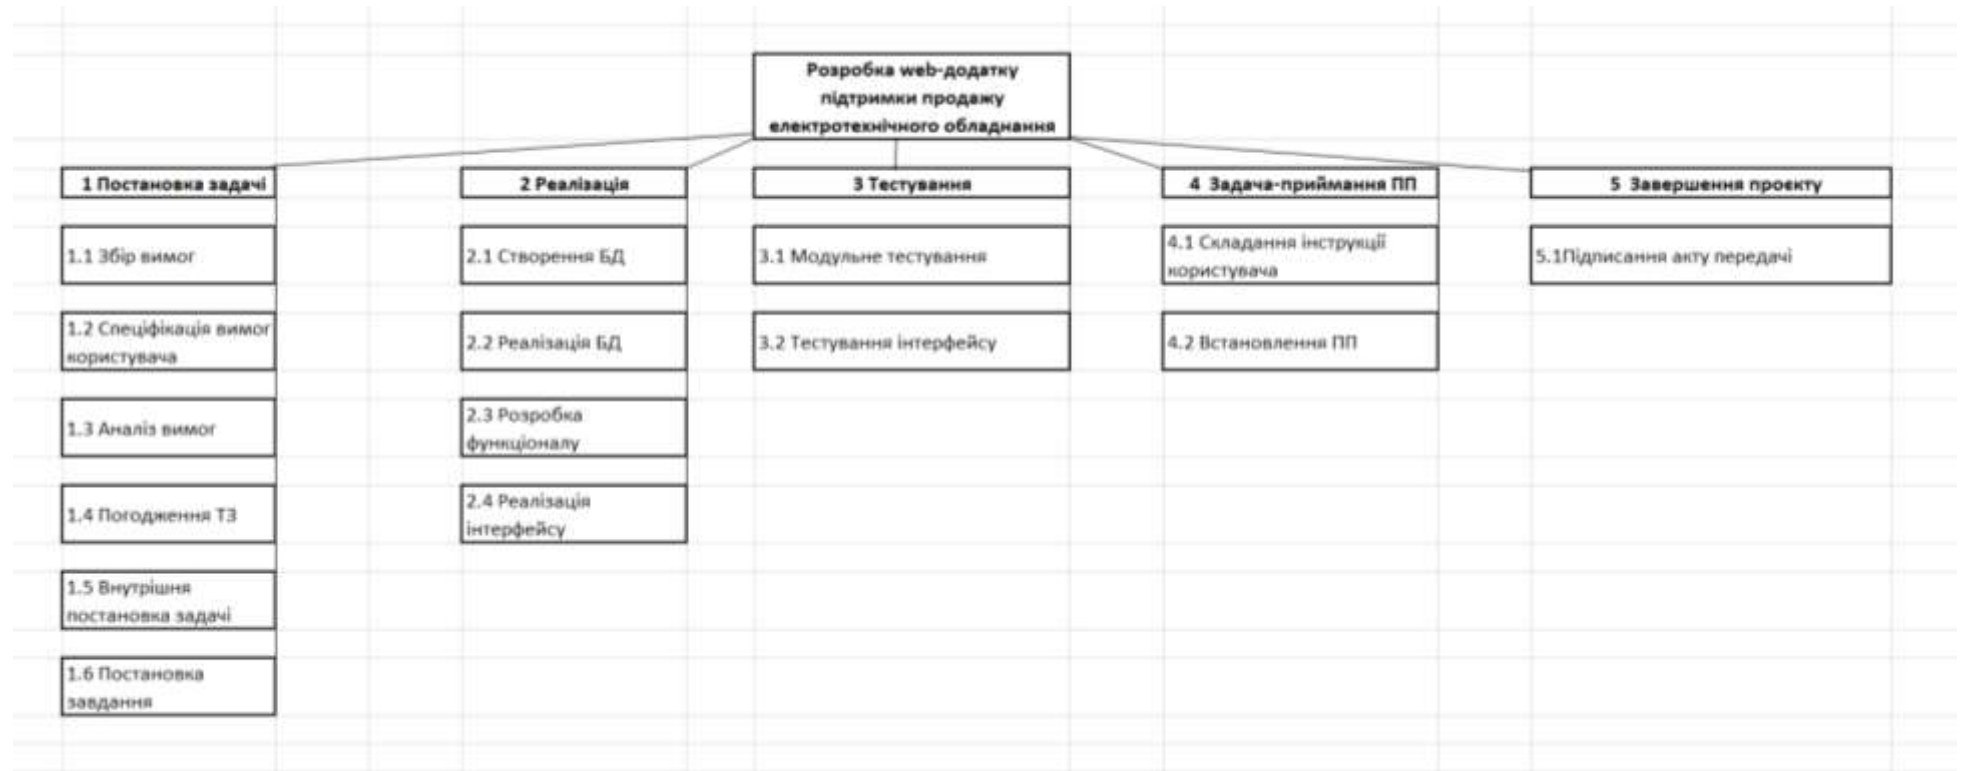 Розробка web-додатку
підтримки продажу
електротехнічного обладнання
1 Постановка задачі
2 Реалізація
3 Тестування
4 Задача-приймання ПП
5 Завершення проєкту
1.1 Збір вимог
2.1 Створення БД
3.1 Модульне тестування
4.1 Складання інструкції
користувача
5.1Підписання акту передачі
1.2 Спеціфікація вимог
користувача
2.2 Реалізація БД
3.2 Тестування інтерфейсу
4.2 Встановлення ПП
1.3 Аналіз вимог
2.3 Розробка
функціоналу
1.4 Погодження ТЗ
2.4 Реалізація
інтерфейсу
1.5 Внутрішня
постановка задачі
1.6 Постановка
завдання